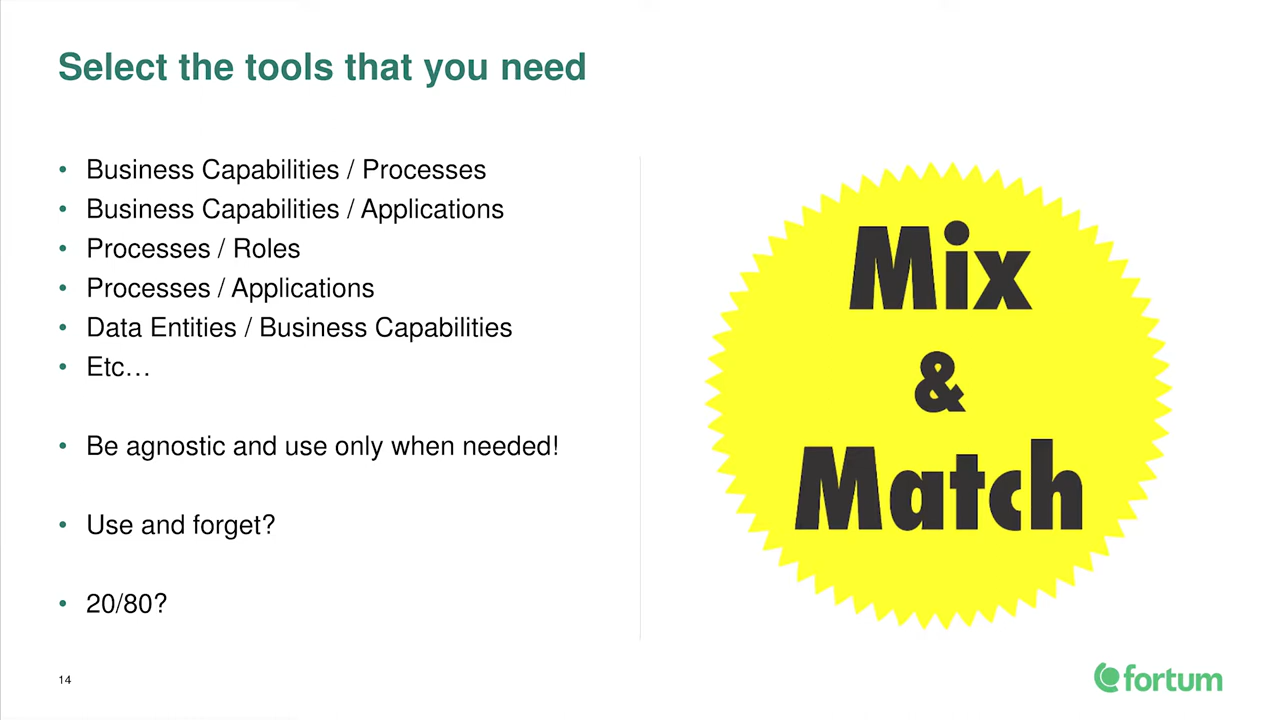 Select the tools that you need
• Business Capabilities / Processes
• Business Capabilities / Applications
• Processes / Roles
• Processes / Applications
• Data Entities / Business Capabilities
• Etc…
• Be agnostic and use only when needed!
• Use and forget?
• 20/80?
Mix
&
Match
14
fortum